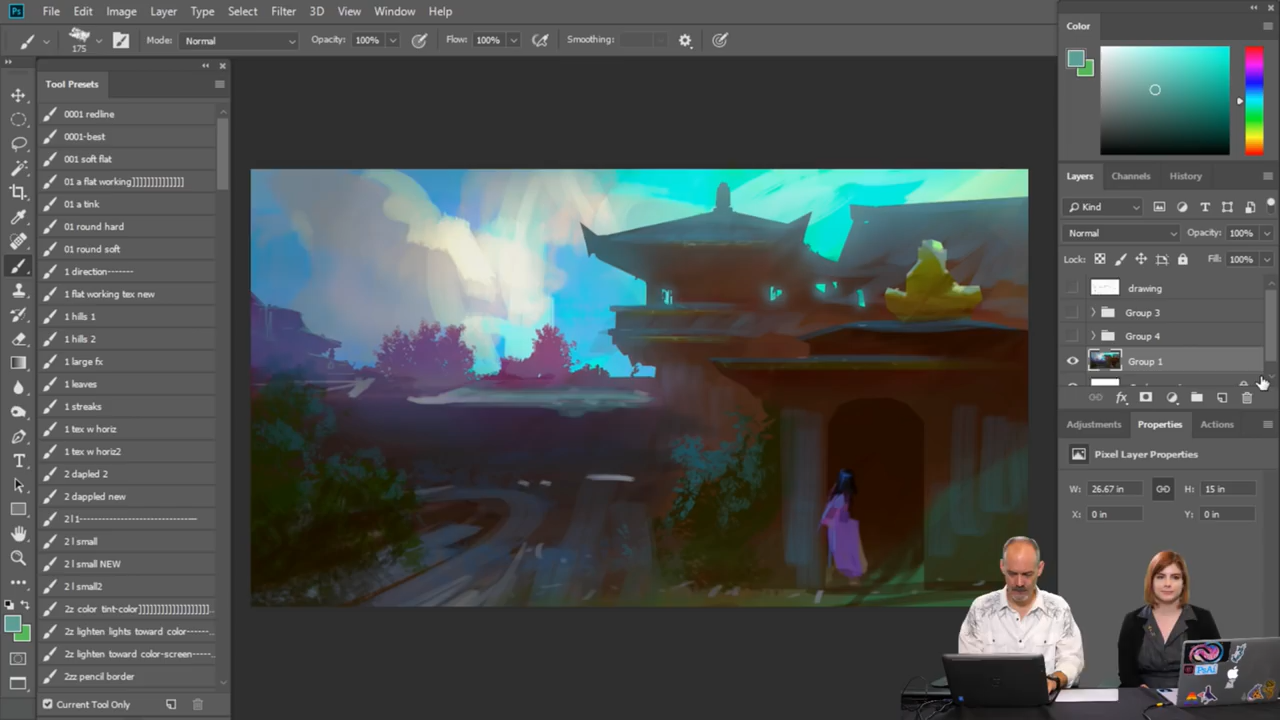 Ps File Edit Image Layer Type Select Filter 3D View Window Help
175 Mode: Normal Opacity: 100% Flow: 100% Smoothing:
Tool Presets
0001 redline
0001-best
001 soft flat
01 a flat working]]]]]]]]]]]]]]]
01 a tink
01 round hard
01 round soft
1 direction-------
1 flat working tex new
1 hills 1
1 hills 2
1 large fx
1 leaves
1 streaks
1 tex w horiz
1 tex w horiz2
2 dapled 2
2 dappled new
2 l 1--------------------------------
2 l small
2 l small NEW
2 l small2
2z color tint-color]]]]]]]]]]]]]]]]]]]]]..
2z lighten lights toward color------..
2z lighten toward color-screen-----..
2zz pencil border
Current Tool Only
Color
Layers Channels History
Kind
Normal Opacity: 100%
Lock: Fill: 100%
drawing
Group 3
Group 4
Group 1
fx
Adjustments Properties Actions
Pixel Layer Properties
W: 26.67 in H: 15 in
X: 0 in Y: 0 in
PsAi